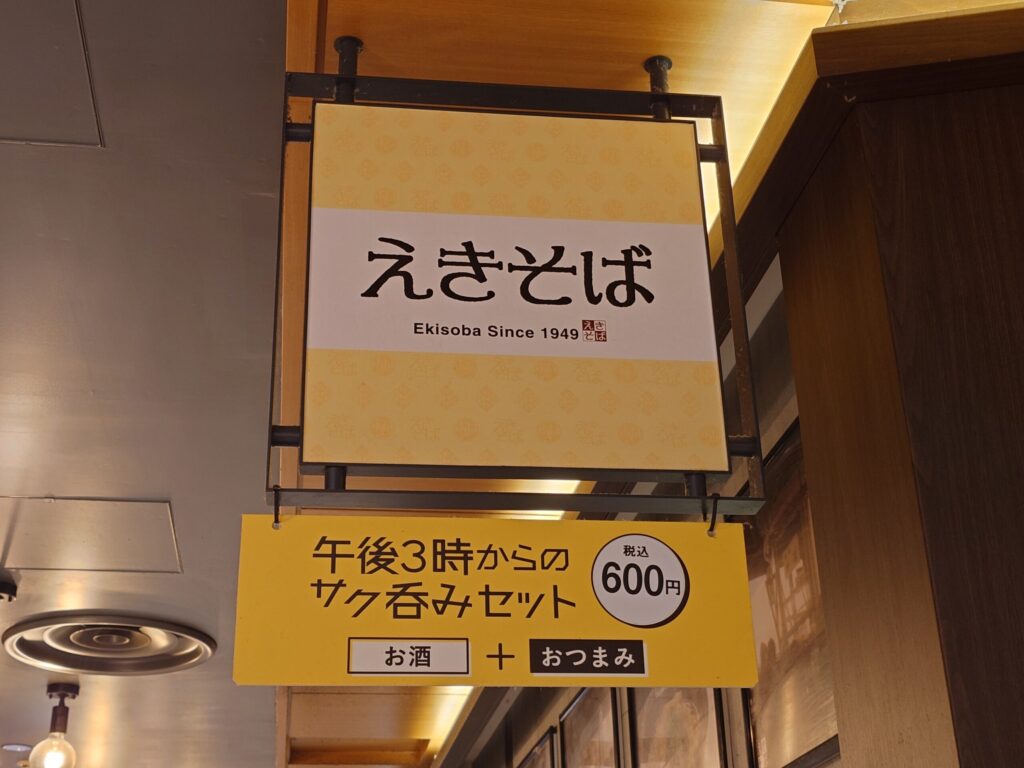 えきそば
Ekisoba Since 1949 えき
そば
午後3時からの
サク呑みセット
税込
600円
お酒 + おつまみ